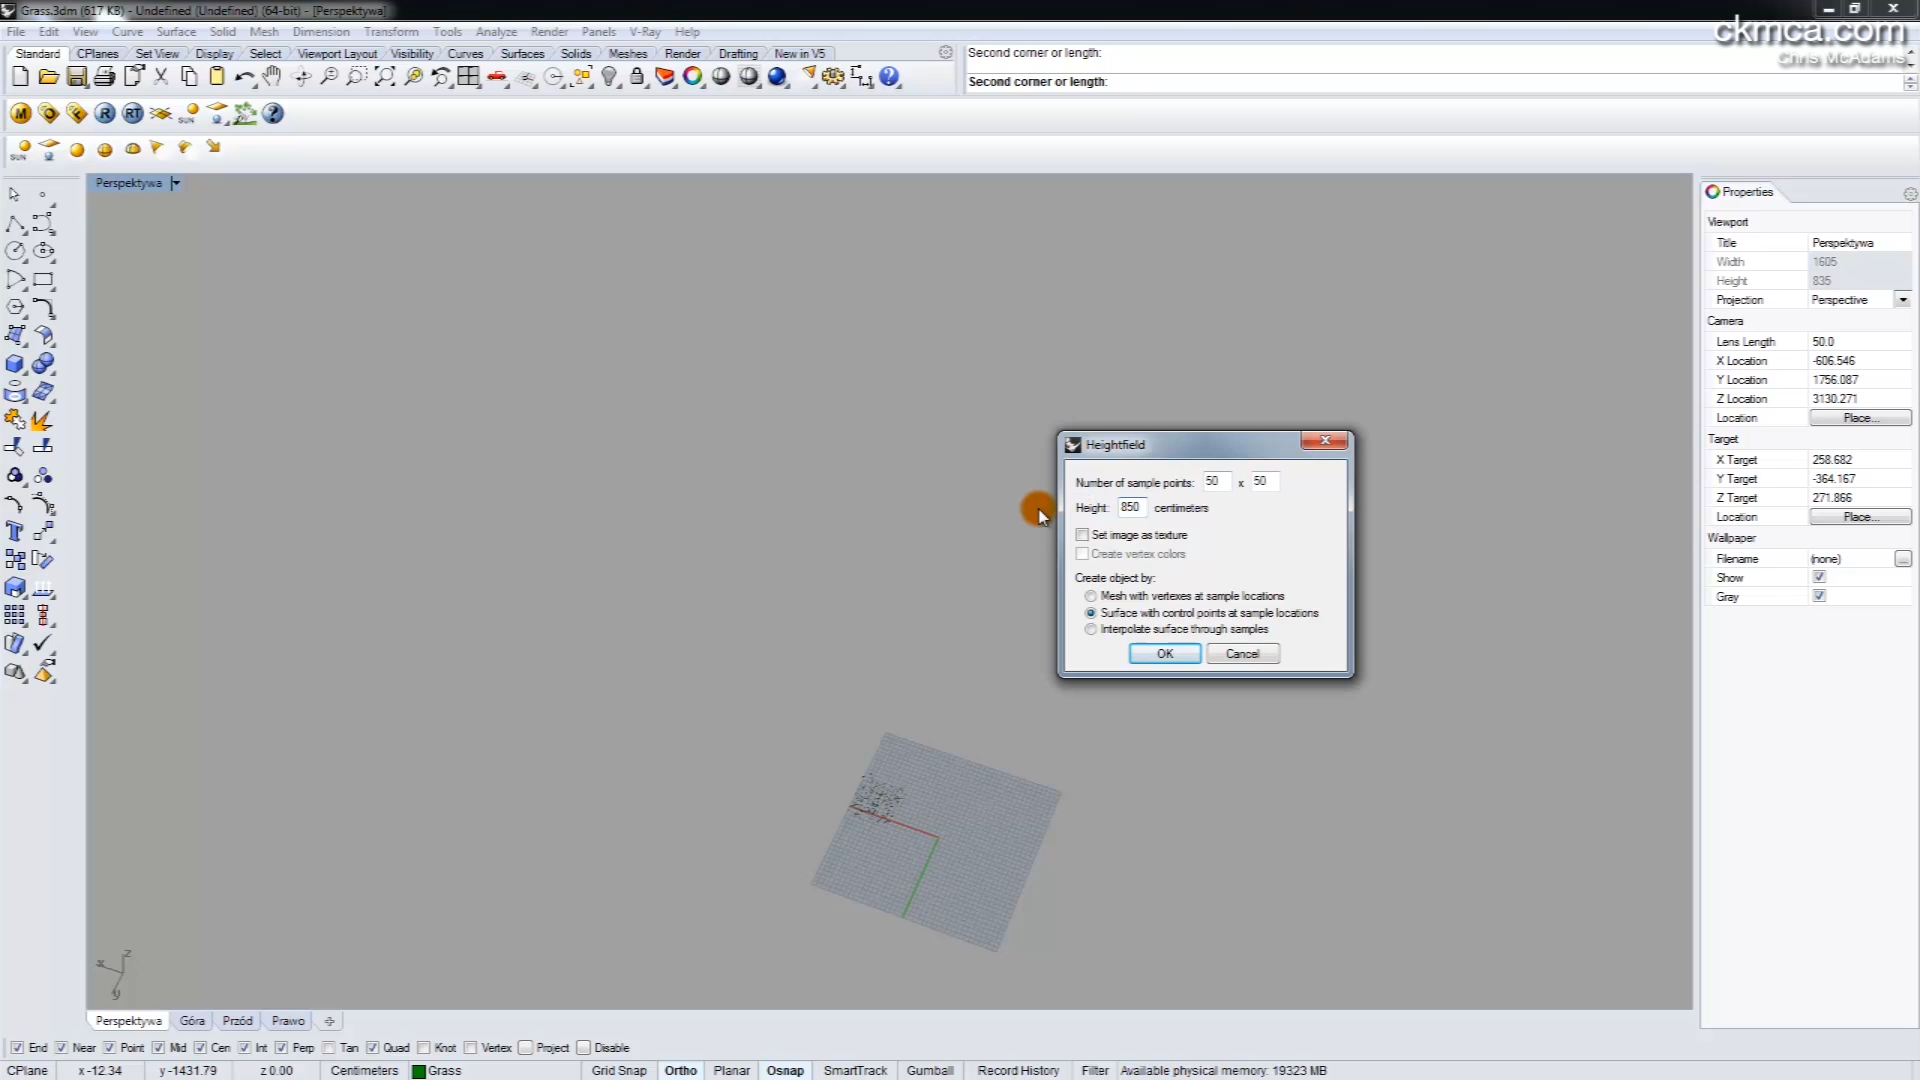 Grass.3dm (617 KB) - Undefined (Undefined) (64-bit) - [Perspektywa]
ckmca.com
Chris McAdams
File Edit View Curve Surface Solid Mesh Dimension Transform Tools Analyze Render Panels V-Ray Help
Standard CPlanes Set View Display Select Viewport Layout Visibility Curves Surfaces Solids Meshes Render Drafting New in V5
Second corner or length:
Second corner or length:
M R RT SUN
SUN
Perspektywa
Properties
Viewport
Title Perspektywa
Width 1605
Height 835
Projection Perspective
Camera
Lens Length 50.0
X Location -606.546
Y Location 1756.087
Z Location 3130.271
Location Place...
Target
X Target 258.682
Y Target -364.167
Z Target 271.866
Location Place...
Wallpaper
Filename (none) ...
Show
Gray
Heightfield
Number of sample points: 50 x 50
Height: 850 centimeters
Set image as texture
Create vertex colors
Create object by:
Mesh with vertexes at sample locations
Surface with control points at sample locations
Interpolate surface through samples
OK Cancel
z
x
y
Perspektywa Góra Przód Prawo
End Near Point Mid Cen Int Perp Tan Quad Knot Vertex Project Disable
CPlane x -12.34 y -1431.79 z 0.00 Centimeters Grass Grid Snap Ortho Planar Osnap SmartTrack Gumball Record History Filter Available physical memory: 19323 MB